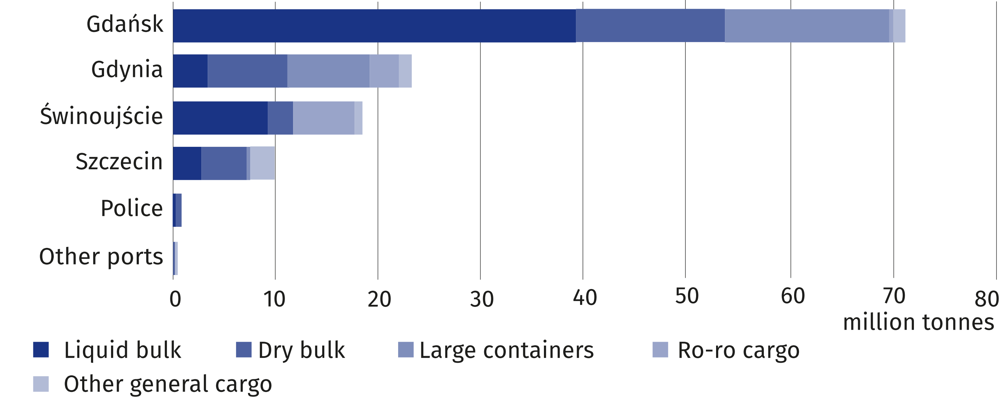 Gdańsk
Gdynia
Świnoujście
Szczecin
Police
Other ports
0 10 20 30 40 50 60 70 80
million tonnes
Liquid bulk Dry bulk Large containers Ro-ro cargo
Other general cargo